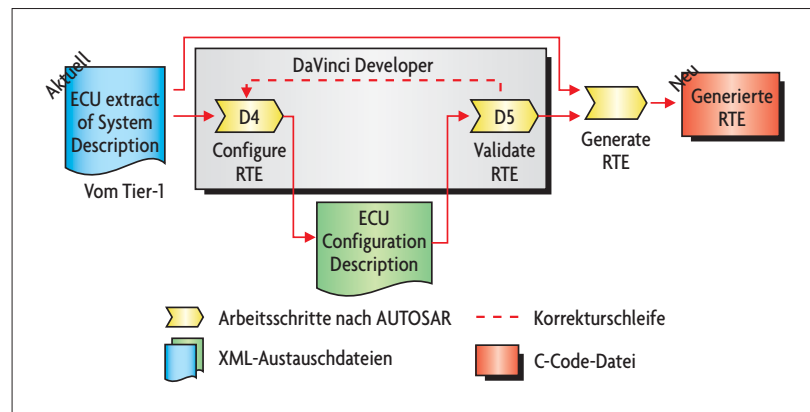 DaVinci Developer
Aktuell
ECU extract
of System
Description
Vom Tier-1
D4
Configure
RTE
D5
Validate
RTE
Generate
RTE
Neu
Generierte
RTE
ECU
Configuration
Description
Arbeitsschritte nach AUTOSAR
Korrekturschleife
XML-Austauschdateien
C-Code-Datei